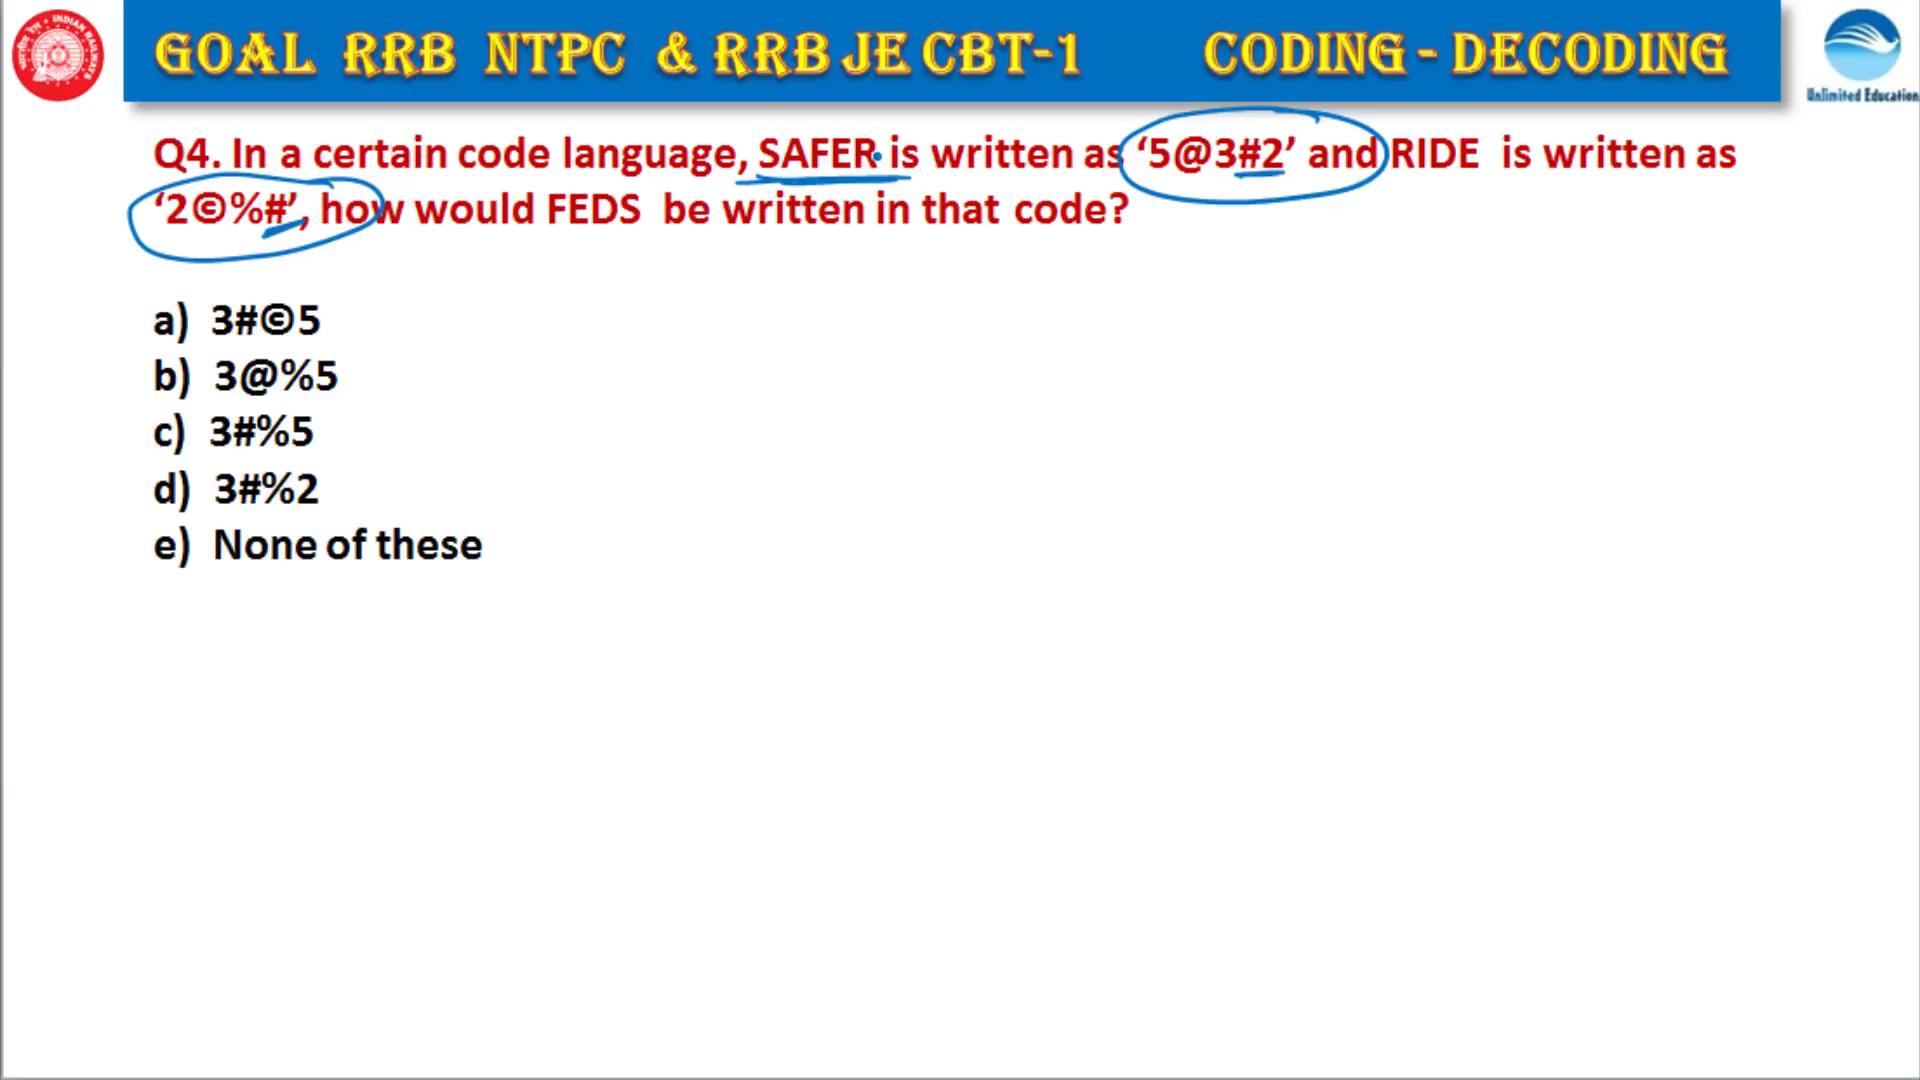 GOAL RRB NTPC & RRB JE CBT-1 CODING - DECODING
Unlimited Education
Q4. In a certain code language, SAFER is written as ‘5@3#2’ and RIDE is written as
‘2©%#’, how would FEDS be written in that code?
a) 3#©5
b) 3@%5
c) 3#%5
d) 3#%2
e) None of these